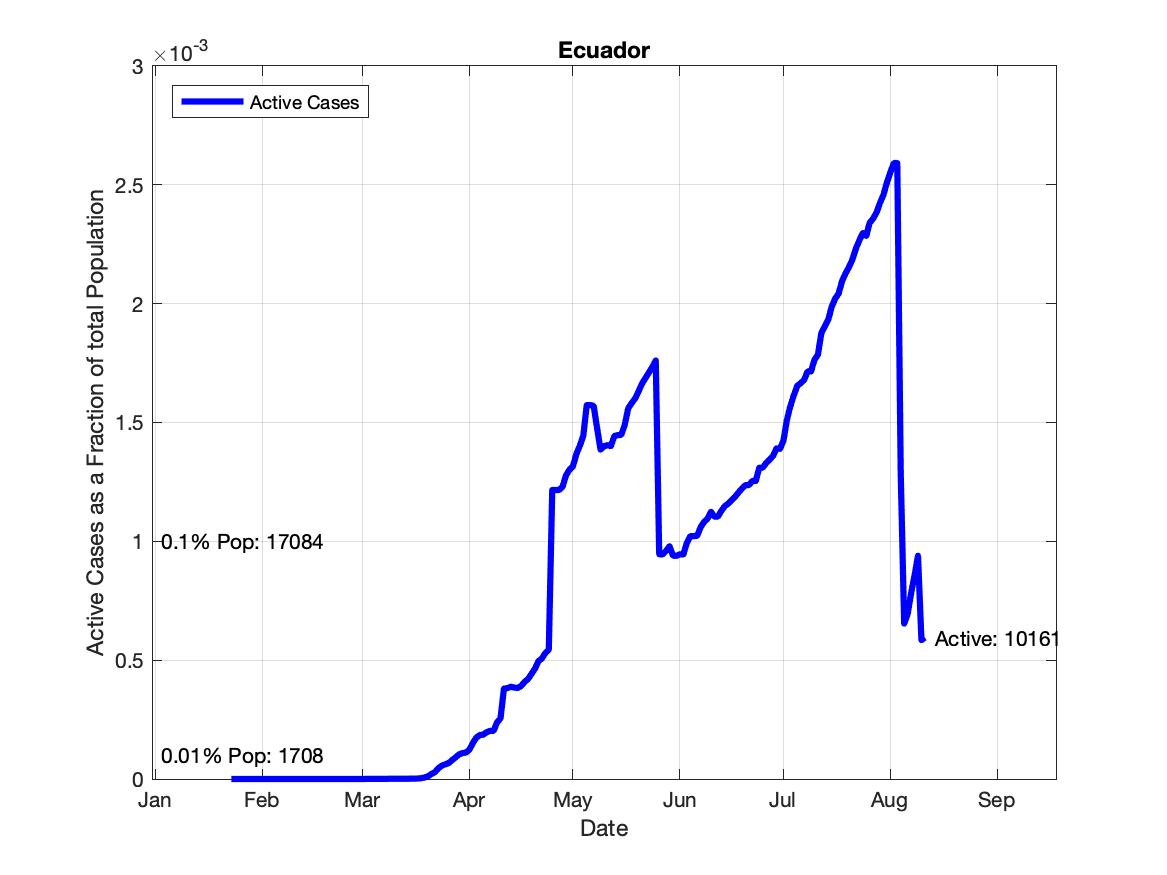 Ecuador
×10-3
Active Cases
3
2.5
2
1.5
1
0.5
0
0.1% Pop: 17084
0.01% Pop: 1708
Active: 10161
Active Cases as a Fraction of total Population
Jan Feb Mar Apr May Jun Jul Aug Sep
Date